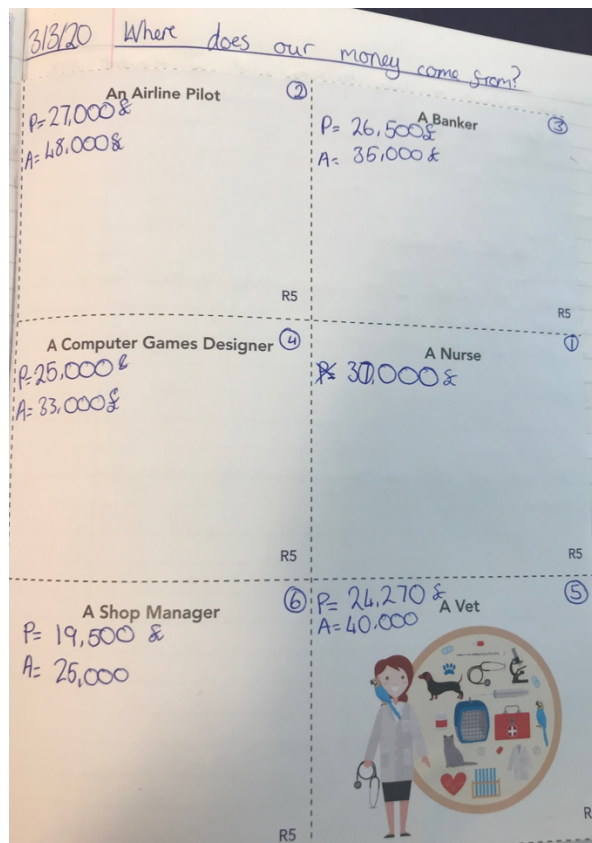 3/3/20 Where does our money come from?
An Airline Pilot ②
P= 27,000 £
A= 48,000 £
R5
A Banker ③
P= 26,500 £
A= 35,000 £
R5
A Computer Games Designer ④
P= 25,000 £
A= 33,000 £
R5
A Nurse ①
000 £
R5
A Shop Manager ⑥
P= 19,500 £
A= 25,000
R5
P= 24,270 £ ⑤
A Vet
A= 40,000
R